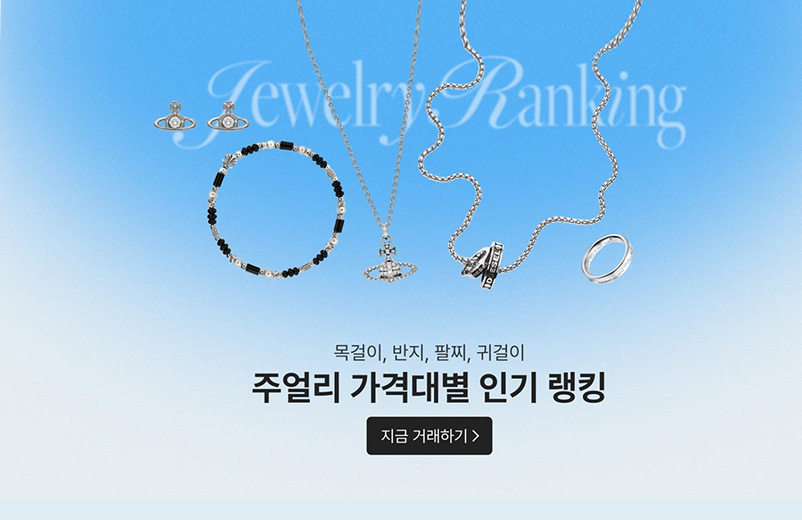 Jewelry Ranking
목걸이, 반지, 팔찌, 귀걸이
주얼리 가격대별 인기 랭킹
지금 거래하기 >